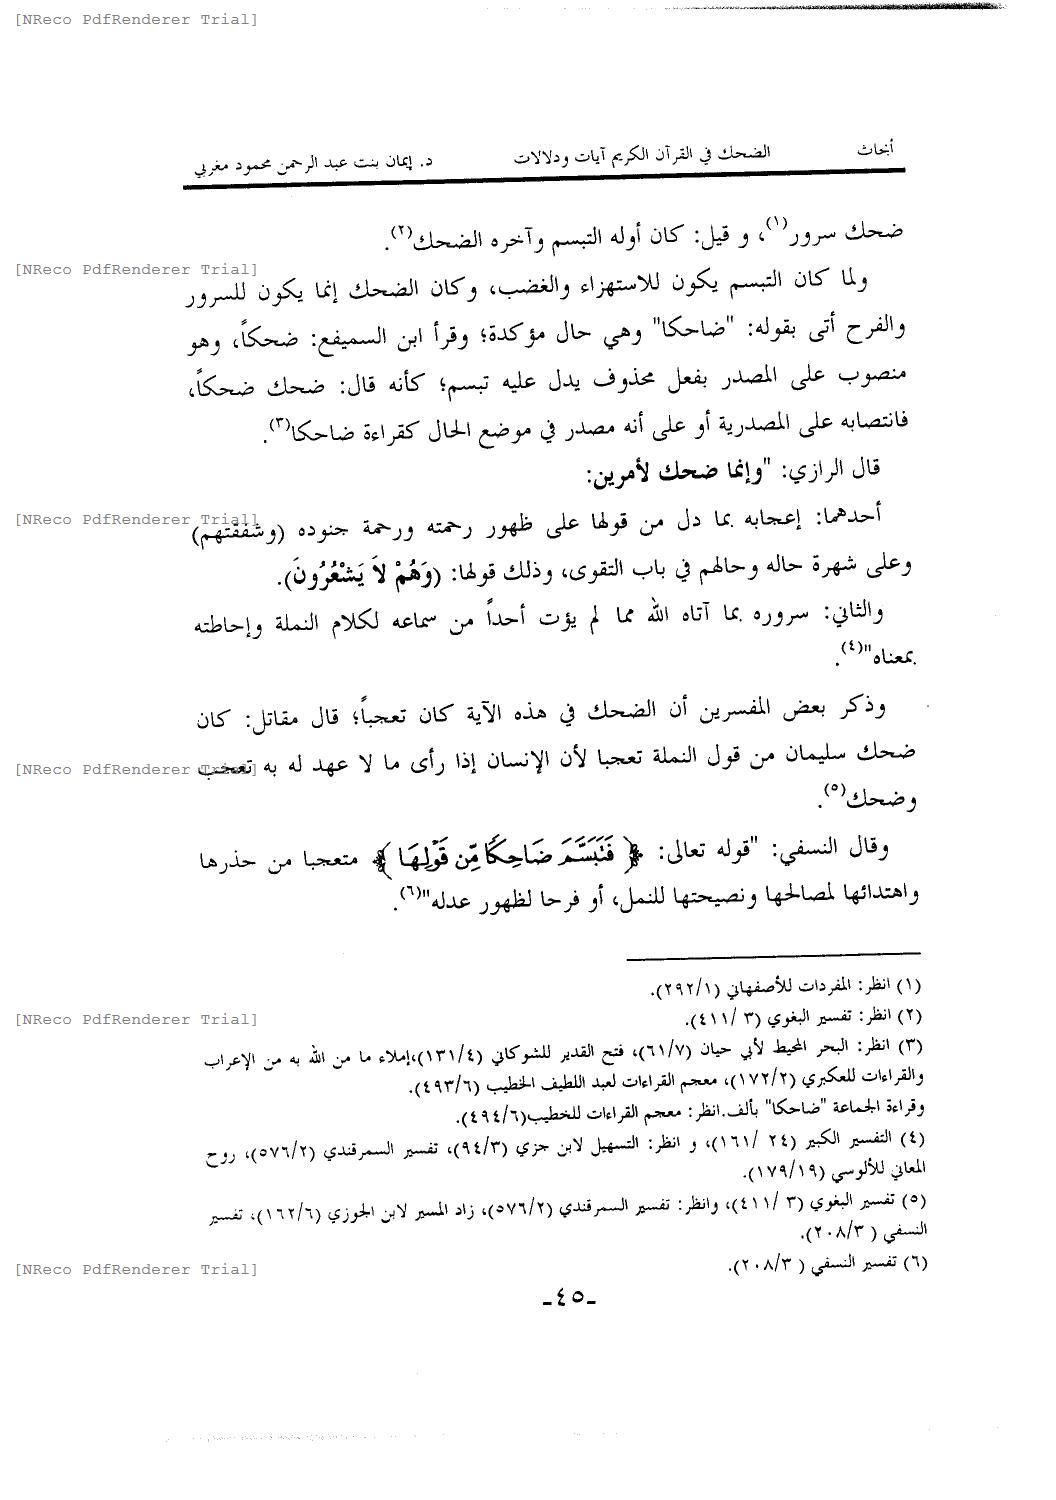 [NReco PdfRenderer Trial]
أبحاث الضحك في القرآن الكريم آيات ودلالات د. إيمان بنت عبد الرحمن محمود مغربي
ضحك سرور(١)، و قيل: كان أوله التبسم وآخره الضحك(٢).
[NReco PdfRenderer Trial]
ولما كان التبسم يكون للاستهزاء والغضب، وكان الضحك إنما يكون للسرور
والفرح أتى بقوله: "ضاحكا" وهي حال مؤكدة؛ وقرأ ابن السميفع: ضحكاً، وهو
منصوب على المصدر بفعل محذوف يدل عليه تبسم؛ كأنه قال: ضحك ضحكاً،
فانتصابه على المصدرية أو على أنه مصدر في موضع الحال كقراءة ضاحكا(٣).
قال الرازي: "وإنما ضحك لأمرين:
[NReco PdfRenderer Trial]
أحدهما: إعجابه بما دل من قولها على ظهور رحمته ورحمة جنوده (وشفقتهم)
وعلى شهرة حاله وحالهم في باب التقوى، وذلك قولها: (وَهُمْ لاَ يَشْعُرُونَ).
والثاني: سروره بما آتاه الله مما لم يؤت أحداً من سماعه لكلام النملة وإحاطته
بمعناه"(٤).
وذكر بعض المفسرين أن الضحك في هذه الآية كان تعجباً؛ قال مقاتل: كان
ضحك سليمان من قول النملة تعجبا لأن الإنسان إذا رأى ما لا عهد له به تعجب
[NReco PdfRenderer Trial]
وضحك(٥).
وقال النسفي: "قوله تعالى: ﴿ فَتَبَسَّمَ ضَاحِكًا مِّن قَوْلِهَا ﴾ متعجبا من حذرها
واهتدائها لمصالحها ونصيحتها للنمل، أو فرحا لظهور عدله"(٦).
(١) انظر: المفردات للأصفهاني (٢٩٢/١).
(٢) انظر: تفسير البغوي (٣ /٤١١).
[NReco PdfRenderer Trial]
(٣) انظر: البحر المحيط لأبي حيان (٦١/٧)، فتح القدير للشوكاني (١٣١/٤)،إملاء ما من الله به من الإعراب
والقراءات للعكبري (١٧٢/٢)، معجم القراءات لعبد اللطيف الخطيب (٤٩٣/٦).
وقراءة الجماعة "ضاحكا" بألف.انظر: معجم القراءات للخطيب(٤٩٤/٦).
(٤) التفسير الكبير (٢٤ /١٦١)، و انظر: التسهيل لابن جزي (٩٤/٣)، تفسير السمرقندي (٥٧٦/٢)، روح
المعاني للألوسي (١٧٩/١٩).
(٥) تفسير البغوي (٣ /٤١١)، وانظر: تفسير السمرقندي (٥٧٦/٢)، زاد المسير لابن الجوزي (١٦٢/٦)، تفسير
النسفي ( ٢٠٨/٣).
[NReco PdfRenderer Trial]
(٦) تفسير النسفي ( ٢٠٨/٣).
-٤٥-